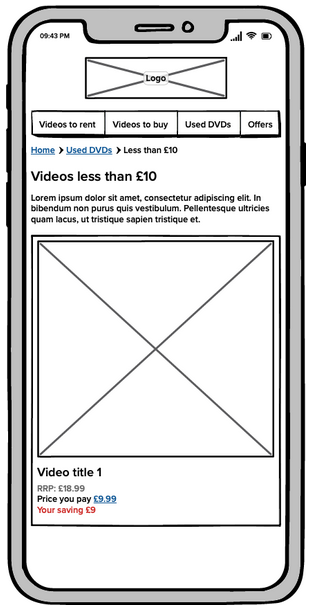 09:43 PM
Logo
Videos to rent Videos to buy Used DVDs Offers
Home > Used DVDs > Less than £10
Videos less than £10
Lorem ipsum dolor sit amet, consectetur adipiscing elit. In
bibendum non purus quis vestibulum. Pellentesque ultricies
quam lacus, ut tristique sapien tristique et.
Video title 1
RRP: £18.99
Price you pay £9.99
Your saving £9